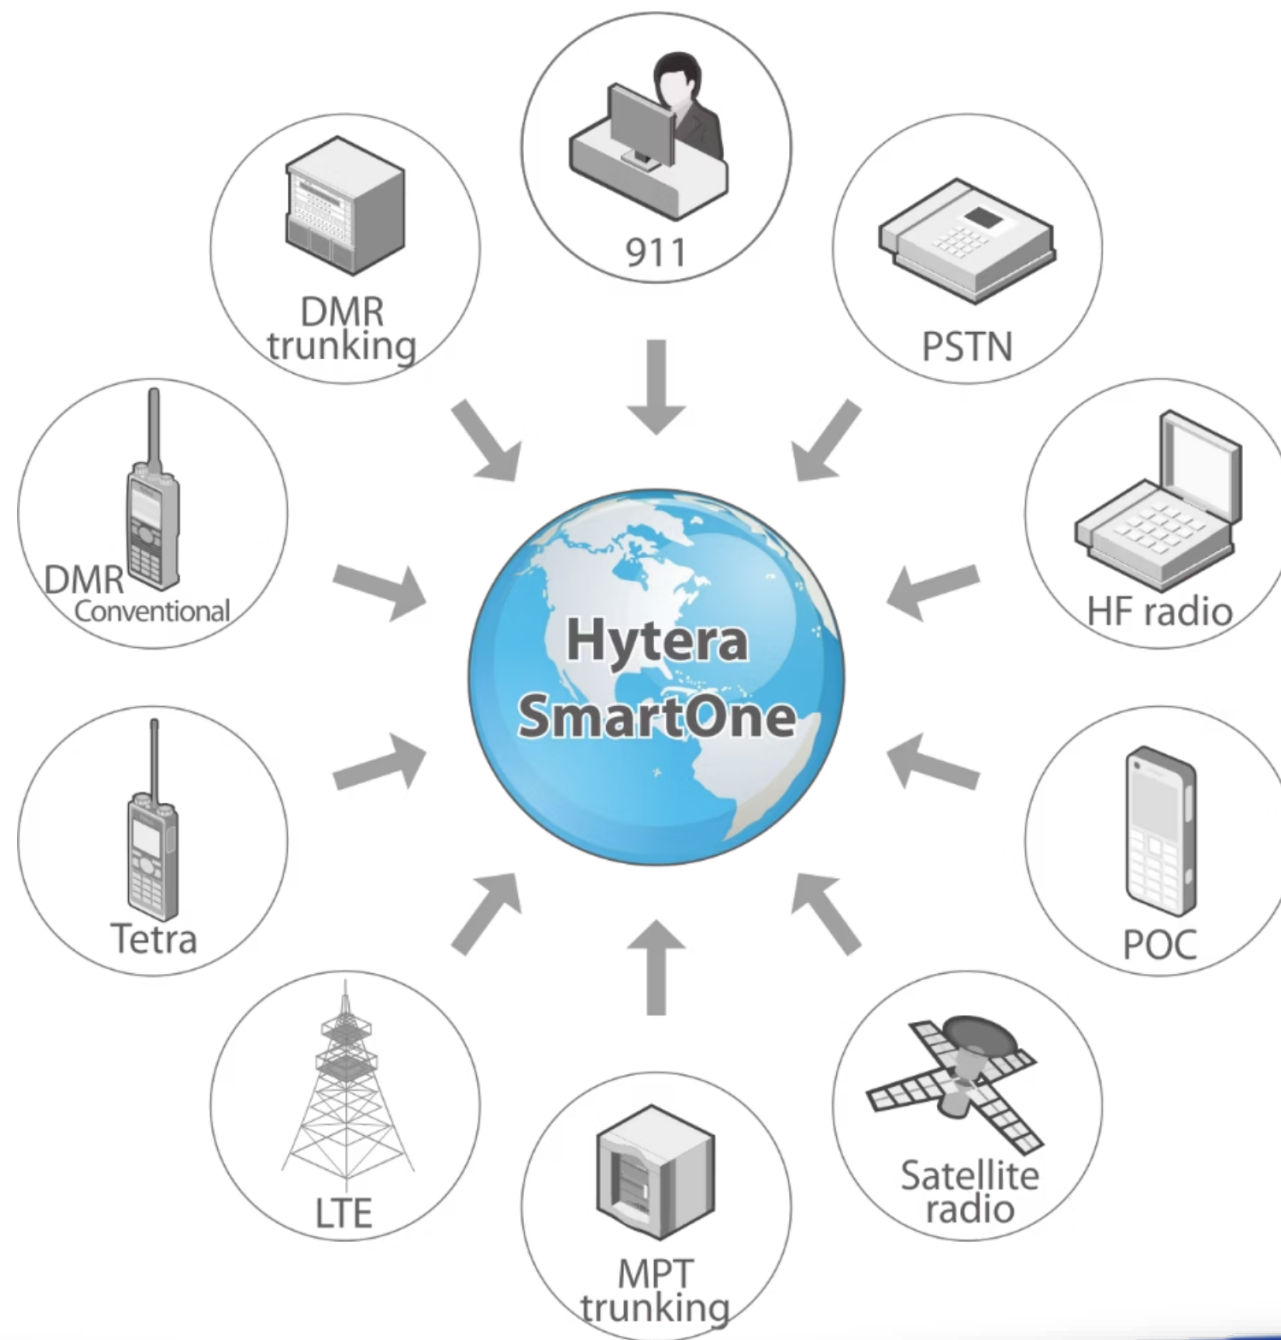 911
DMR
trunking
PSTN
DMR
Conventional
HF radio
Hytera
SmartOne
Tetra
POC
LTE
Satellite
radio
MPT
trunking